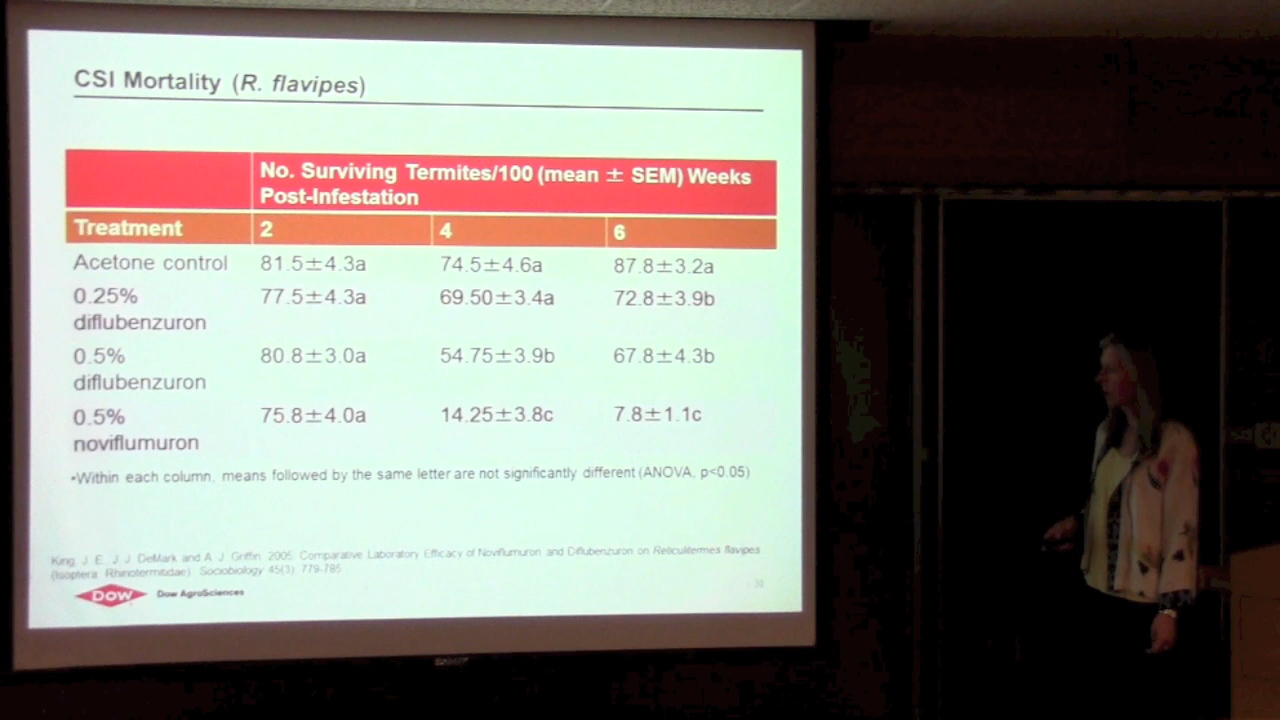 CSI Mortality (R. flavipes)
No. Surviving Termites/100 (mean ± SEM) Weeks
Post-Infestation
Treatment 2 4 6
Acetone control 81.5±4.3a 74.5±4.6a 87.8±3.2a
0.25% 77.5±4.3a 69.50±3.4a 72.8±3.9b
diflubenzuron
0.5% 80.8±3.0a 54.75±3.9b 67.8±4.3b
diflubenzuron
0.5% 75.8±4.0a 14.25±3.8c 7.8±1.1c
noviflumuron
•Within each column, means followed by the same letter are not significantly different (ANOVA, p<0.05)
King, J. E., J. J. DeMark and A. J. Griffin. 2005. Comparative Laboratory Efficacy of Noviflumuron and Diflubenzuron on Reticulitermes flavipes
(Isoptera: Rhinotermitidae). Sociobiology 45(3): 779-785
DOW Dow AgroSciences